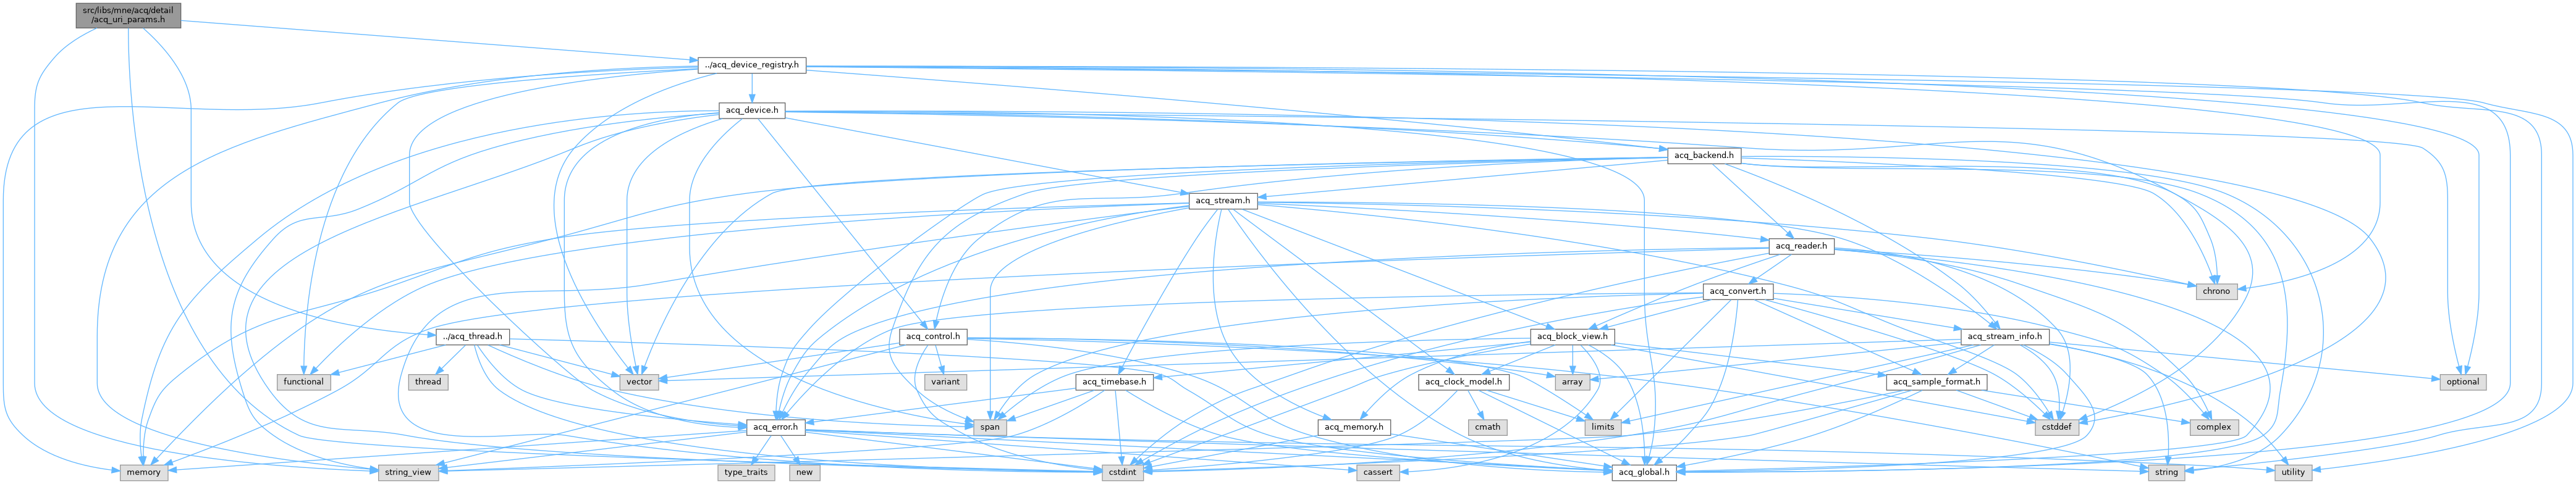 src/libs/mne/acq/detail
/acq_uri_params.h
../acq_device_registry.h
acq_device.h
acq_backend.h
acq_stream.h
acq_reader.h
acq_convert.h
chrono
../acq_thread.h
acq_control.h
acq_block_view.h
acq_stream_info.h
functional
thread
vector
variant
acq_timebase.h
acq_clock_model.h
array
acq_sample_format.h
optional
acq_error.h
span
acq_memory.h
cmath
limits
cstddef
complex
memory
string_view
type_traits
new
cstdint
cassert
acq_global.h
string
utility